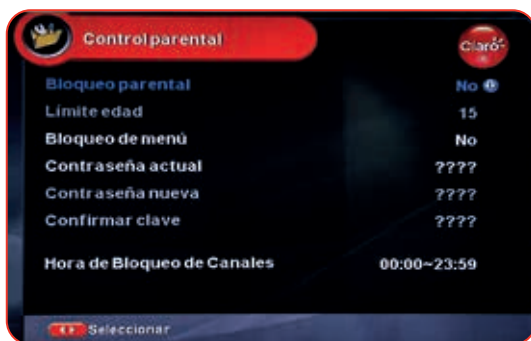 Control parental
Claro
Bloqueo parental No
Límite edad 15
Bloqueo de menú No
Contraseña actual ????
Contraseña nueva ????
Confirmar clave ????
Hora de Bloqueo de Canales 00:00~23:59
Seleccionar